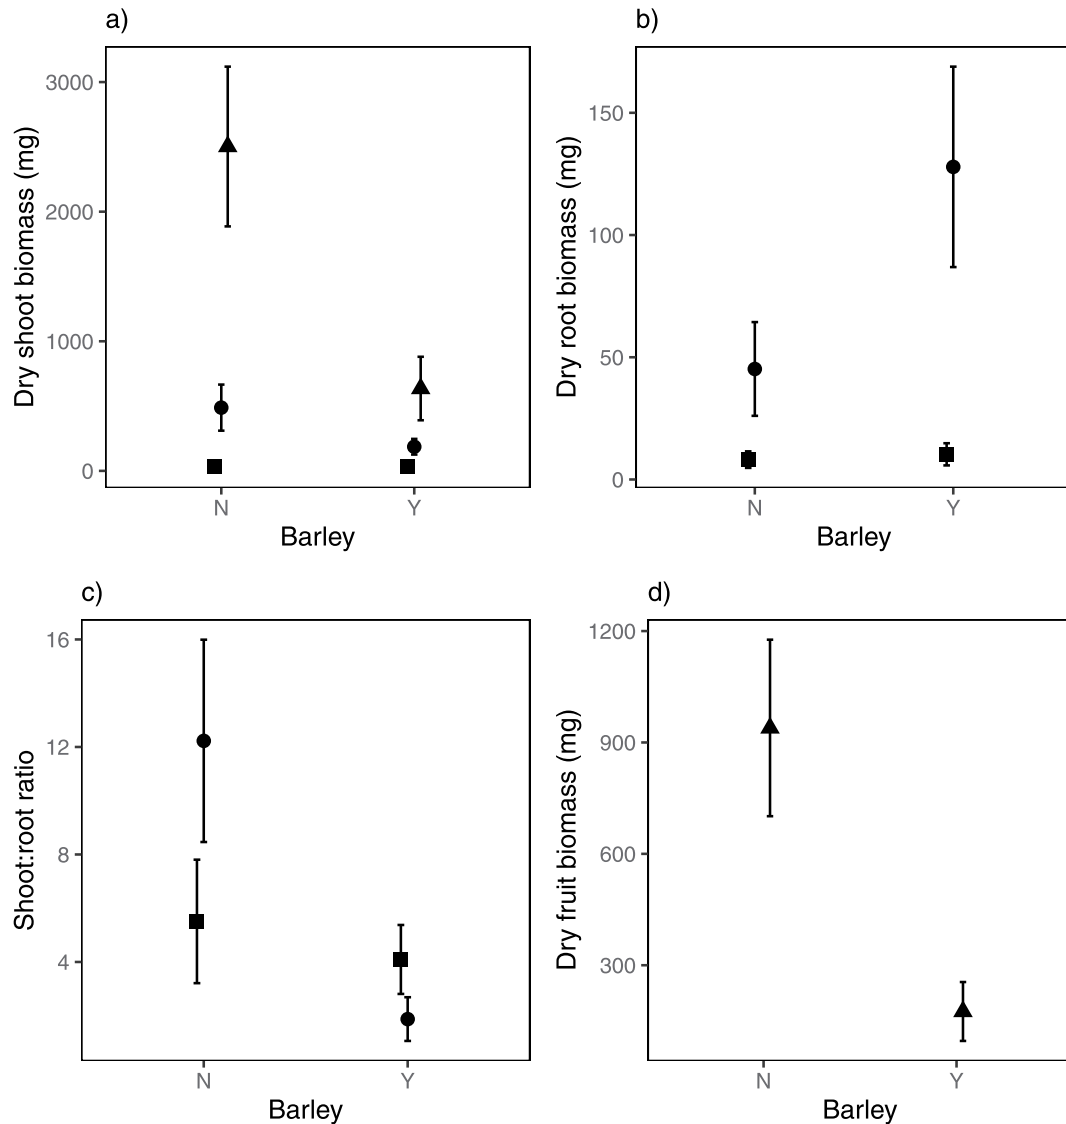 a)
Dry shoot biomass (mg)
3000
2000
1000
0
N
Y
Barley
b)
Dry root biomass (mg)
150
100
50
0
N
Y
Barley
c)
Shoot:root ratio
16
12
8
4
N
Y
Barley
d)
Dry fruit biomass (mg)
1200
900
600
300
N
Y
Barley